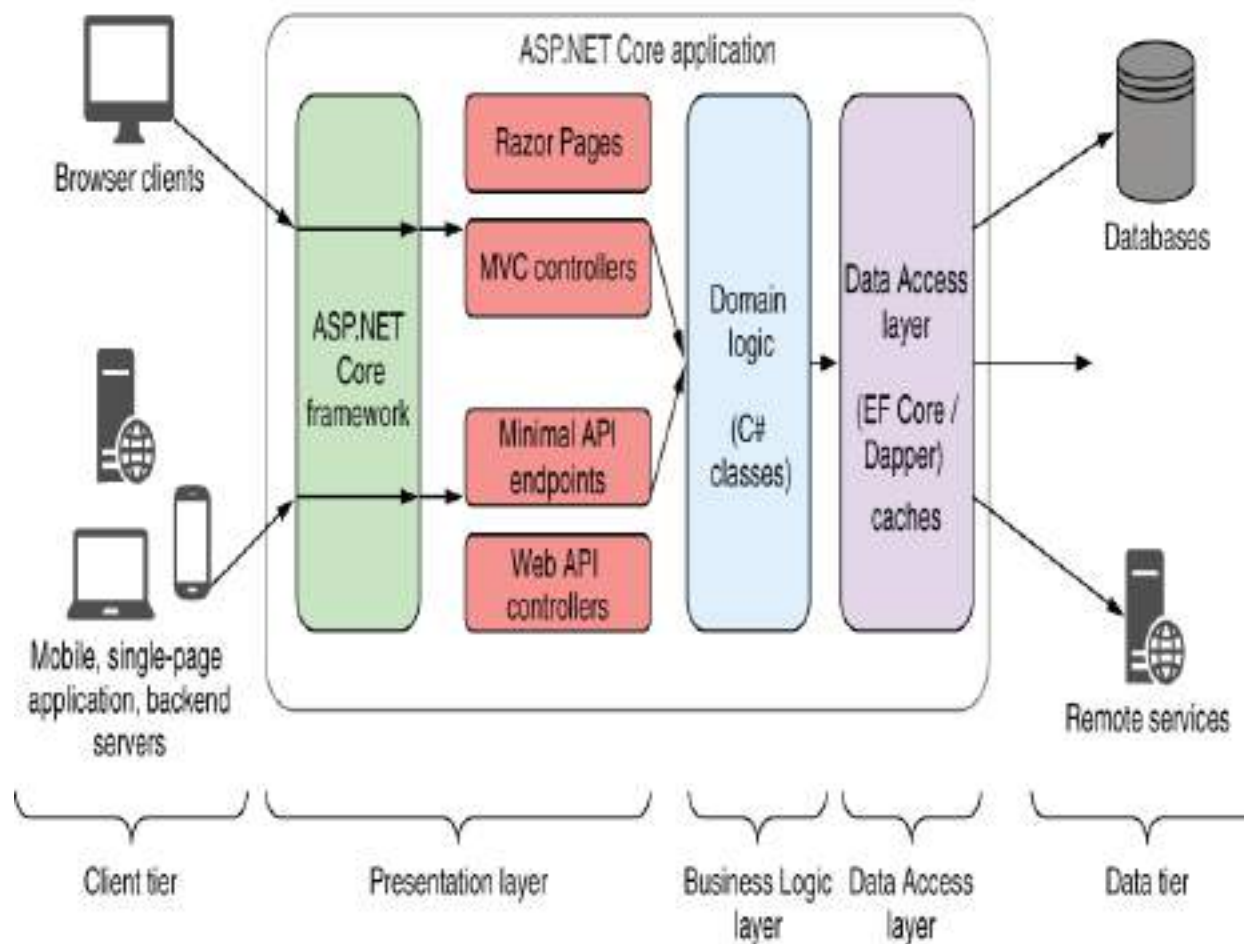 ASP.NET Core application
Browser clients
Mobile, single-page
application, backend
servers
ASP.NET
Core
framework
Razor Pages
MVC controllers
Minimal API
endpoints
Web API
controllers
Domain
logic
(C#
classes)
Data Access
layer
(EF Core /
Dapper)
caches
Databases
Remote services
Client tier
Presentation layer
Business Logic
layer
Data Access
layer
Data tier